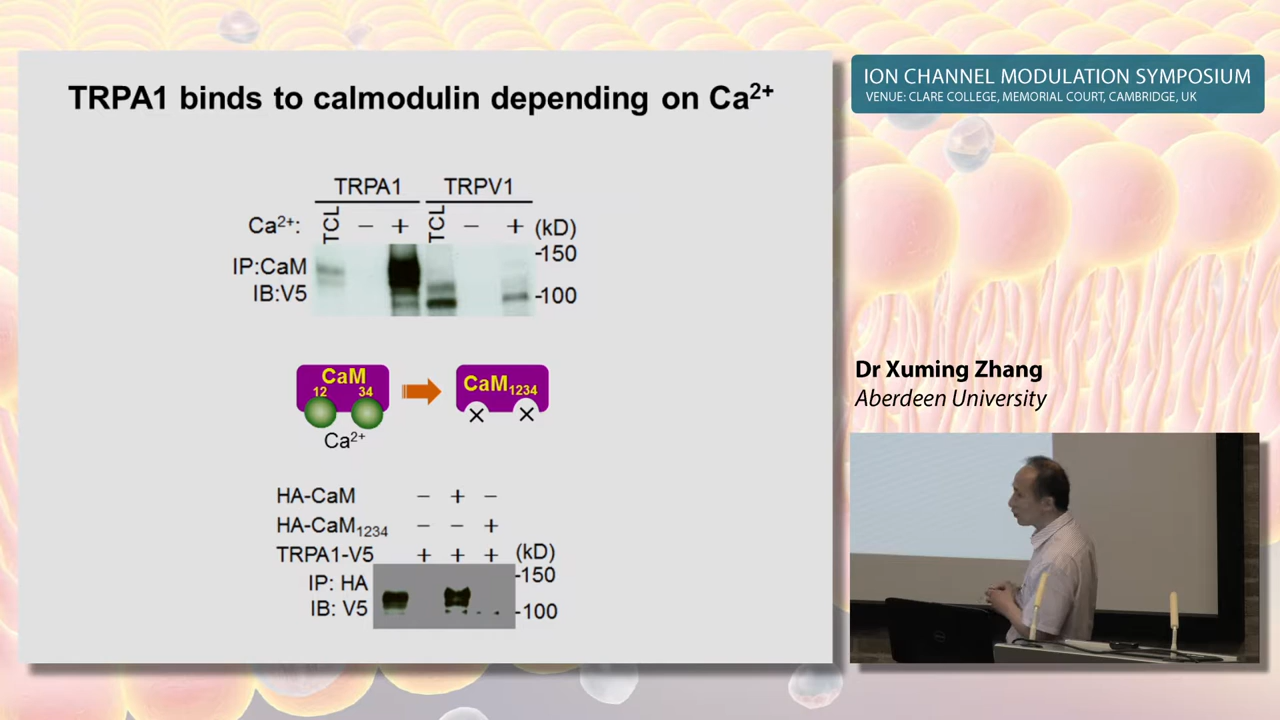 TRPA1 binds to calmodulin depending on Ca²⁺
TRPA1 TRPV1
Ca²⁺: TCL − + TCL − + (kD)
-150
IP:CaM
IB:V5
-100
CaM
12 34
Ca²⁺
CaM₁₂₃₄
× ×
HA-CaM − + −
HA-CaM₁₂₃₄ − − +
TRPA1-V5 + + + (kD)
-150
IP: HA
IB: V5
-100
ION CHANNEL MODULATION SYMPOSIUM
VENUE: CLARE COLLEGE, MEMORIAL COURT, CAMBRIDGE, UK
Dr Xuming Zhang
Aberdeen University